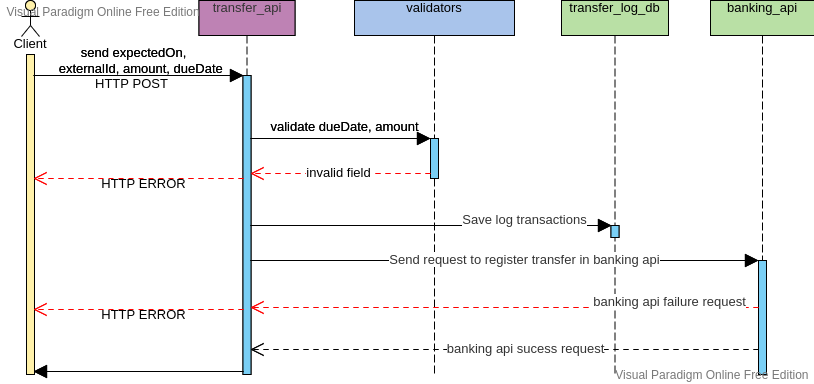 Visual Paradigm Online Free Edition
transfer_api
validators
transfer_log_db
banking_api
Client
send expectedOn,
externalId, amount, dueDate
HTTP POST
validate dueDate, amount
invalid field
HTTP ERROR
Save log transactions
Send request to register transfer in banking api
banking api failure request
HTTP ERROR
banking api sucess request
Visual Paradigm Online Free Edition